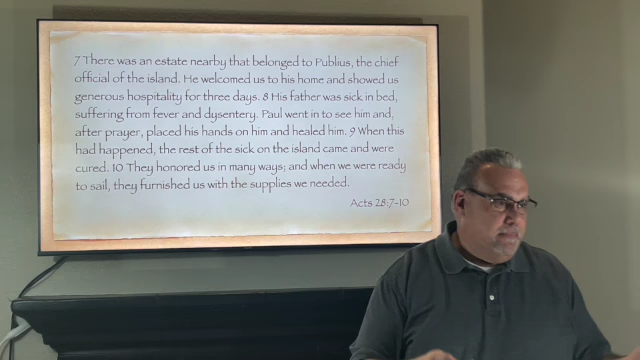 7 There was an estate nearby that belonged to Publius, the chief
official of the island. He welcomed us to his home and showed us
generous hospitality for three days. 8 His father was sick in bed,
suffering from fever and dysentery. Paul went in to see him and,
after prayer, placed his hands on him and healed him. 9 When this
had happened, the rest of the sick on the island came and were
cured. 10 They honored us in many ways; and when we were ready
to sail, they furnished us with the supplies we needed.
Acts 28:7-10